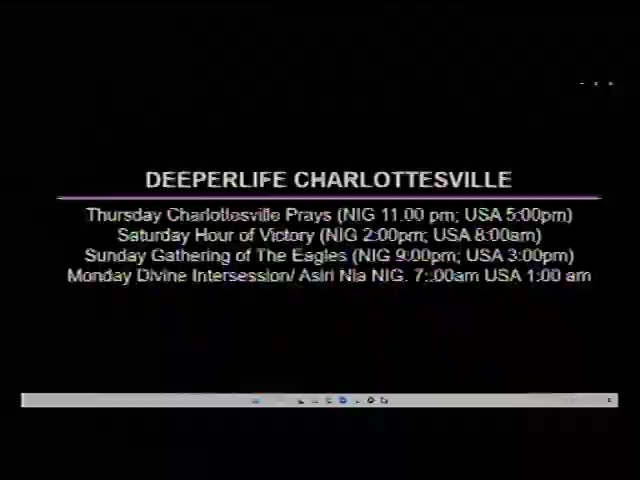 DEEPERLIFE CHARLOTTESVILLE
Thursday Charlottesville Prays (NIG 11.00 pm; USA 5:00pm)
Saturday Hour of Victory (NIG 2:00pm; USA 8:00am)
Sunday Gathering of The Eagles (NIG 9:00pm; USA 3:00pm)
Monday Divine Intersession/ Asiri Nla NIG. 7:.00am USA 1:00 am